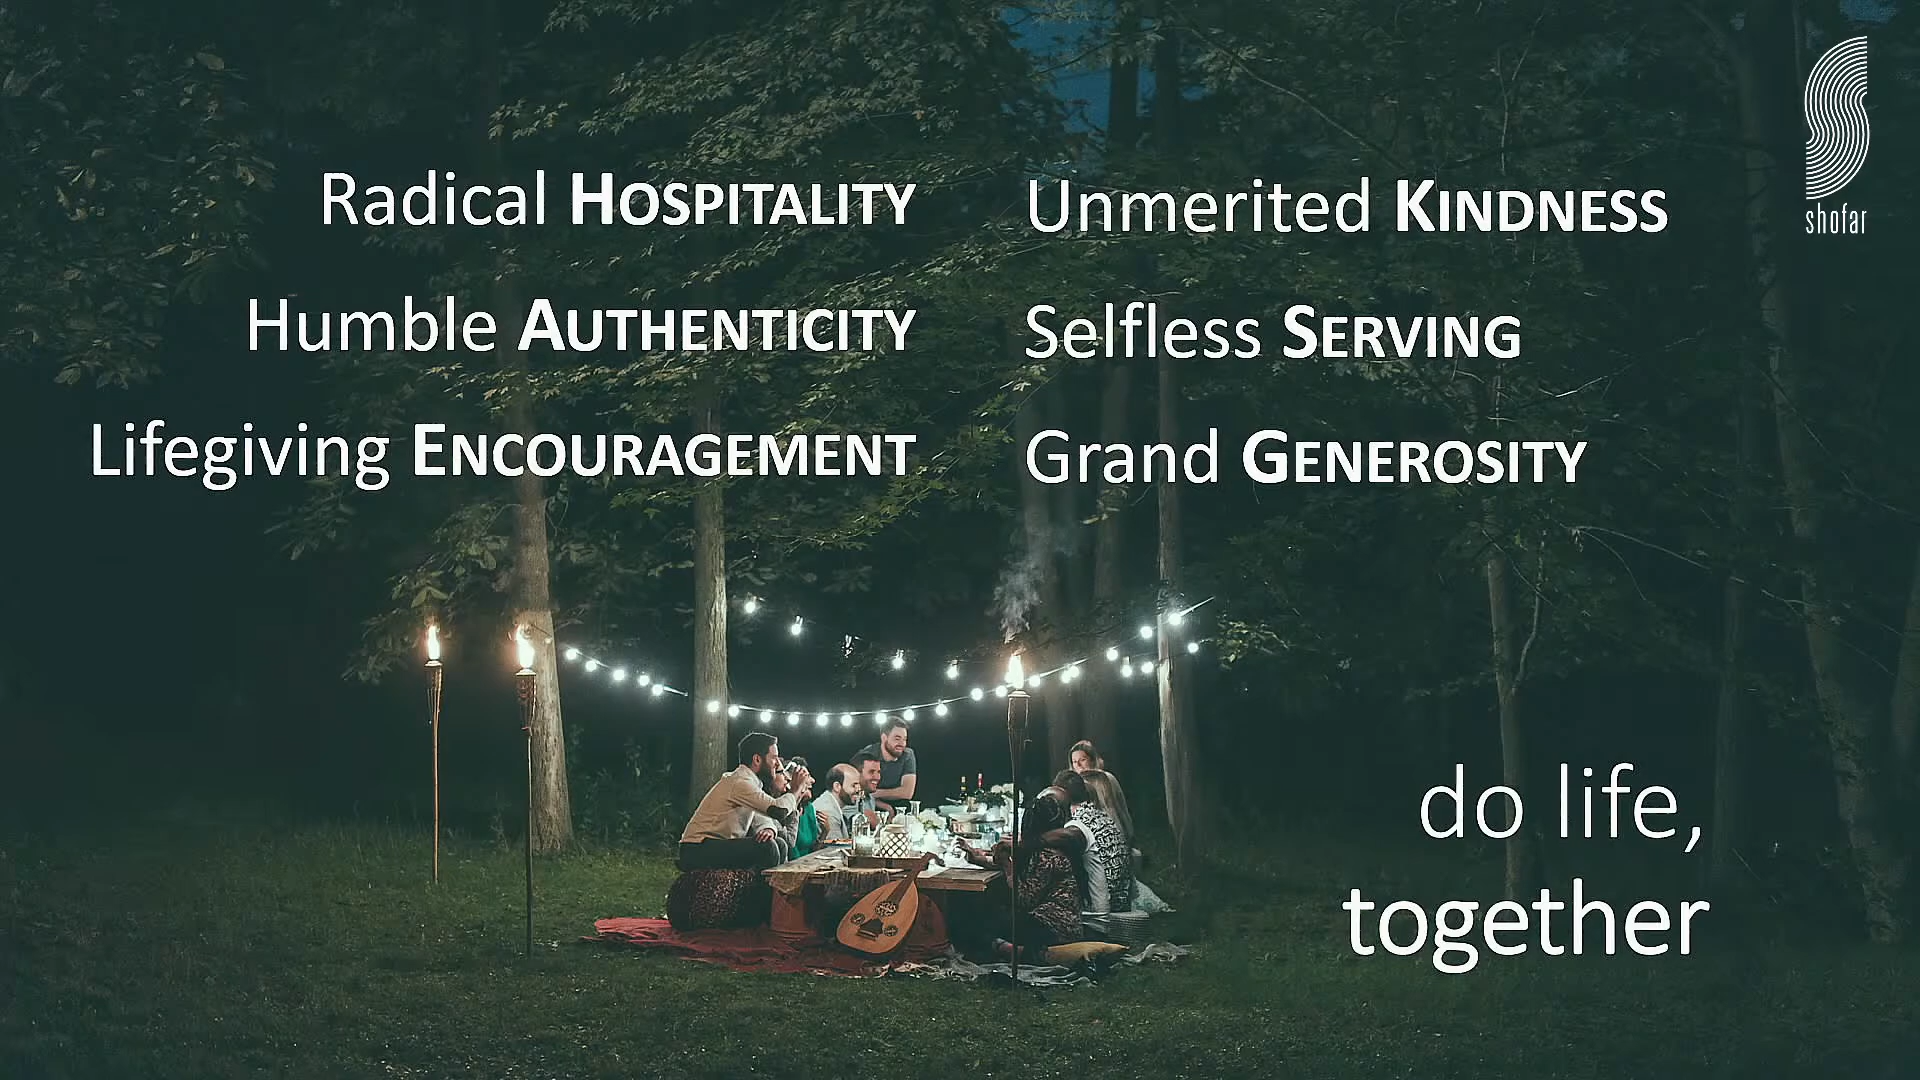 Radical HOSPITALITY
Humble AUTHENTICITY
Lifegiving ENCOURAGEMENT
Unmerited KINDNESS
Selfless SERVING
Grand GENEROSITY
shofar
do life,
together